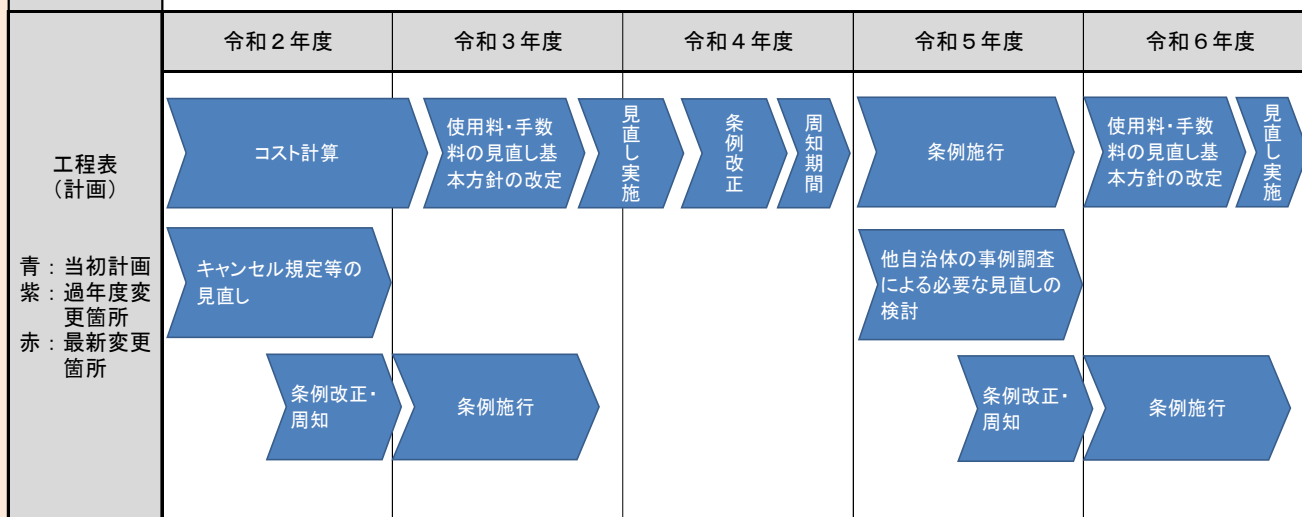 令和２年度
令和３年度
令和４年度
令和５年度
令和６年度
工程表
（計画）
青：当初計画
紫：過年度変
更箇所
赤：最新変更
箇所
コスト計算
使用料・手数
料の見直し基
本方針の改定
見直し実施
条例改正
周知期間
条例施行
使用料・手数
料の見直し基
本方針の改定
見直し実施
キャンセル規定等の
見直し
他自治体の事例調査
による必要な見直しの
検討
条例改正・
周知
条例施行
条例改正・
周知
条例施行